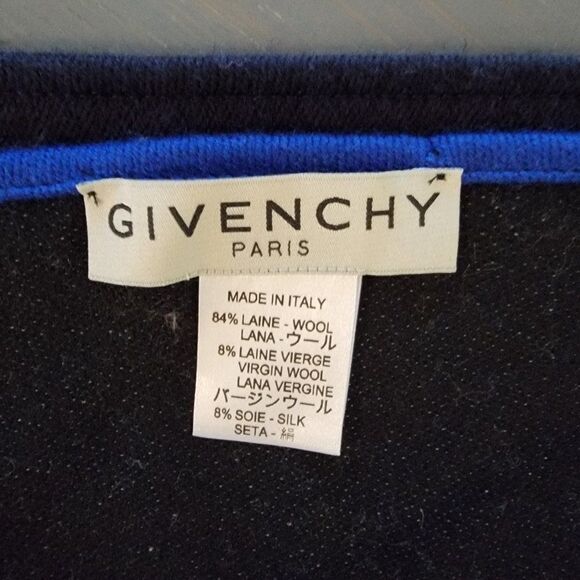 GIVENCHY
PARIS
MADE IN ITALY
84% LAINE - WOOL
LANA - ウール
8% LAINE VIERGE
VIRGIN WOOL
LANA VERGINE
バージンウール
8% SOIE - SILK
SETA - 絹